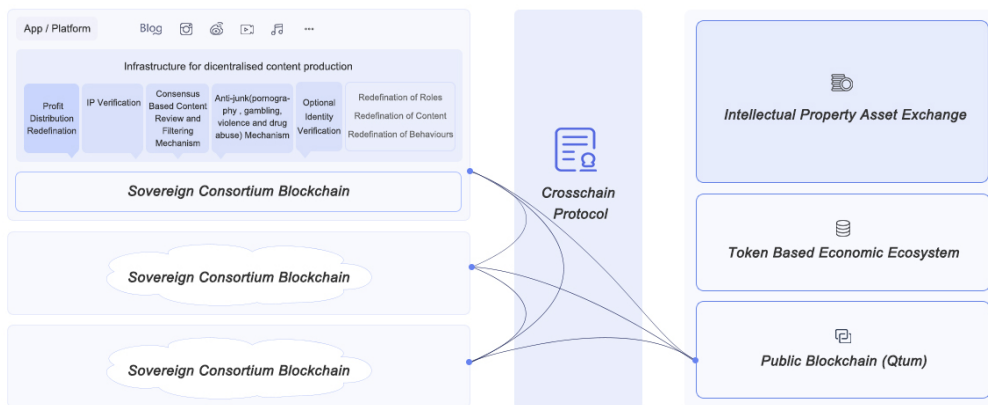 App / Platform
Blog
Infrastructure for dicentralised content production
Profit
Distribution
Redefination
IP Verification
Consensus
Based Content
Review and
Filtering
Mechanism
Anti-junk(pornogra-
phy , gambling,
violence and drug
abuse) Mechanism
Optional
Identity
Verification
Redefination of Roles
Redefination of Content
Redefination of Behaviours
Sovereign Consortium Blockchain
Sovereign Consortium Blockchain
Sovereign Consortium Blockchain
Crosschain
Protocol
Intellectual Property Asset Exchange
Token Based Economic Ecosystem
Public Blockchain (Qtum)